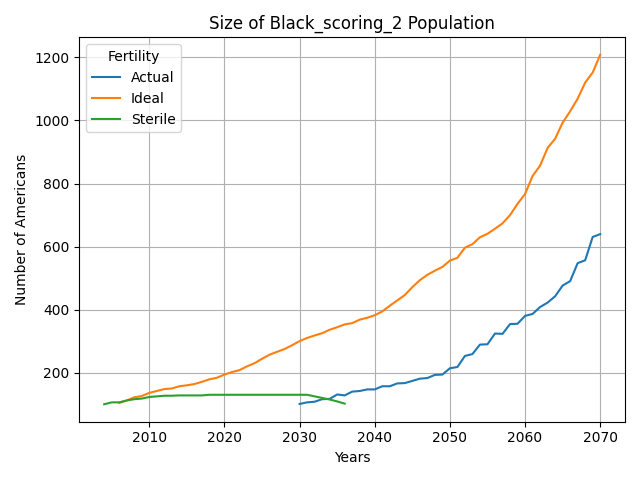 Size of Black_scoring_2 Population
Fertility
Actual
Ideal
Sterile
Number of Americans
1200
1000
800
600
400
200
2010 2020 2030 2040 2050 2060 2070
Years